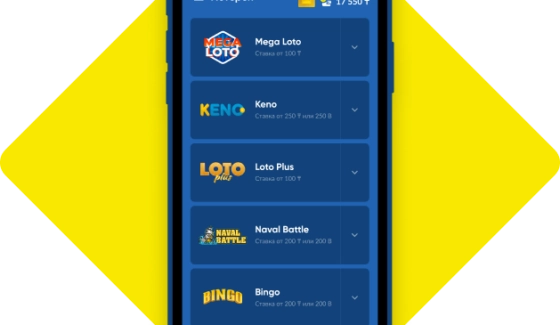 17 550 ₸
MEGA
LOTO
Mega Loto
Ставка от 100 ₸
KENO
Keno
Ставка от 250 ₸ или 250 B
LOTO
plus
Loto Plus
Ставка от 100 ₸
NAVAL
BATTLE
Naval Battle
Ставка от 200 ₸ или 200 B
BINGO
Bingo
Ставка от 200 ₸ или 200 B